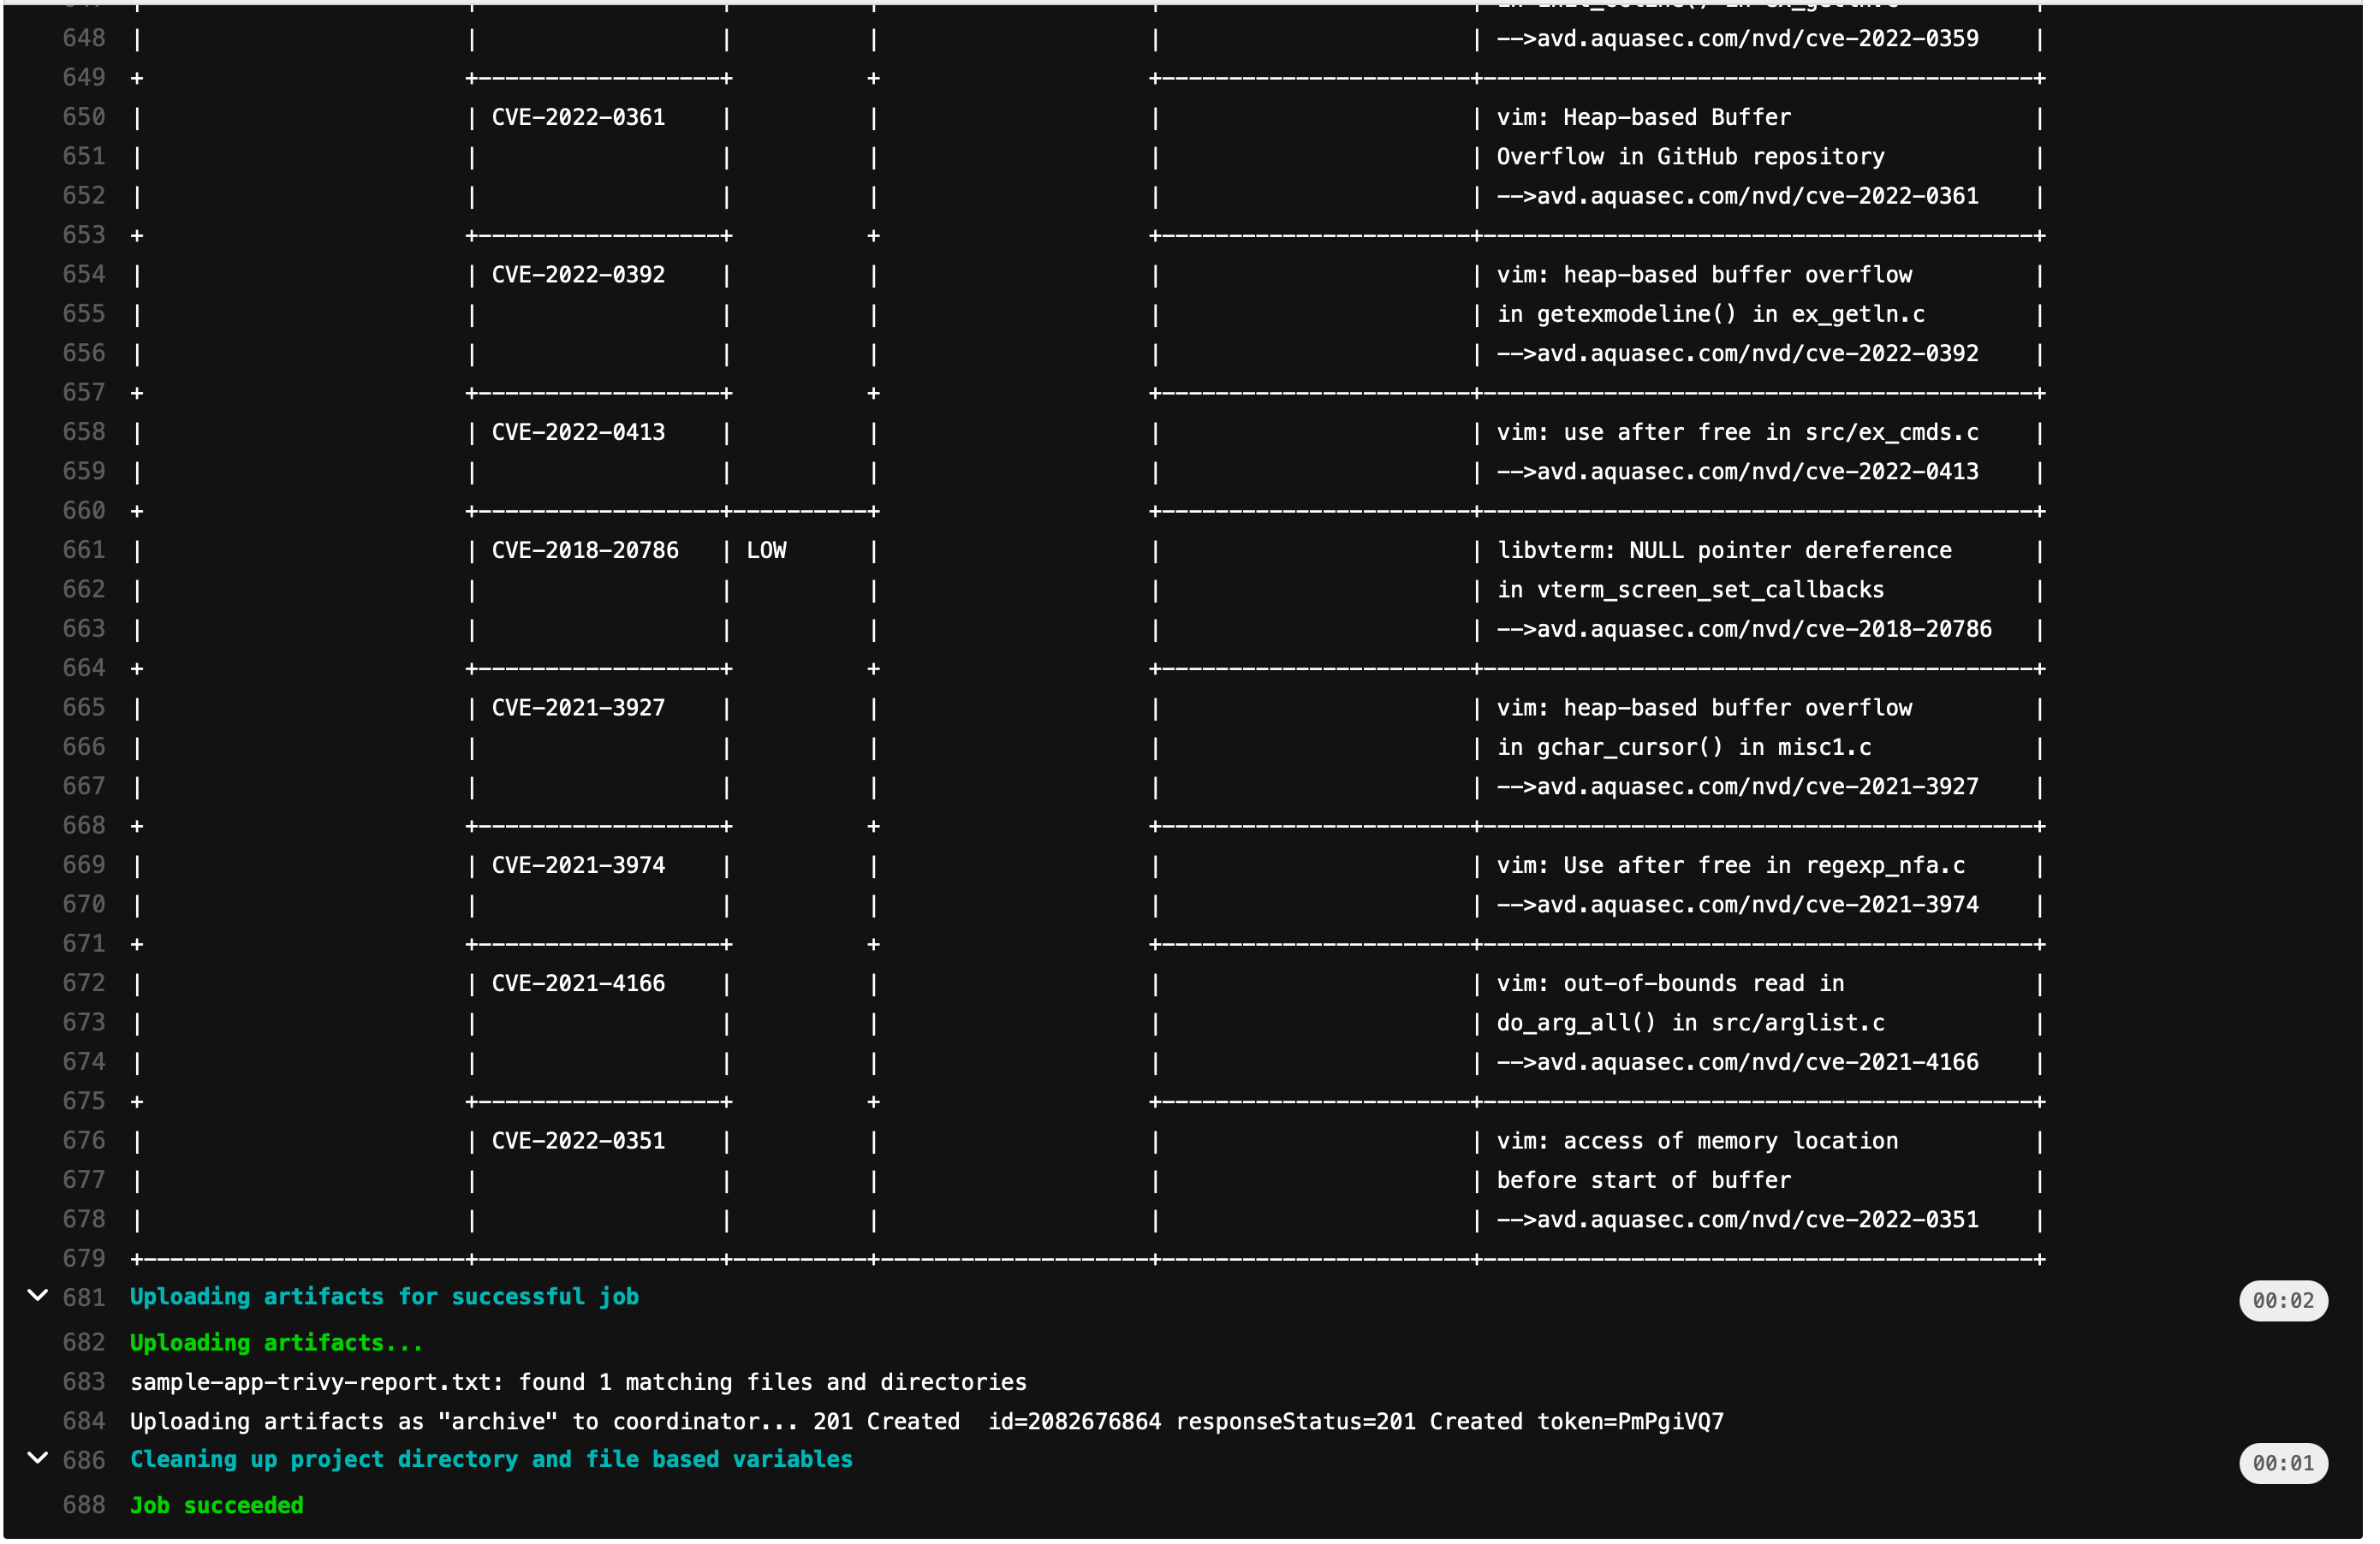 648 | | | | | | -->avd.aquasec.com/nvd/cve-2022-0359 |
649 + +------------------+ + +-----------------------+-----------------------------------------+
650 | | CVE-2022-0361 | | | | vim: Heap-based Buffer |
651 | | | | | | Overflow in GitHub repository |
652 | | | | | | -->avd.aquasec.com/nvd/cve-2022-0361 |
653 + +------------------+ + +-----------------------+-----------------------------------------+
654 | | CVE-2022-0392 | | | | vim: heap-based buffer overflow |
655 | | | | | | in getexmodeline() in ex_getln.c |
656 | | | | | | -->avd.aquasec.com/nvd/cve-2022-0392 |
657 + +------------------+ + +-----------------------+-----------------------------------------+
658 | | CVE-2022-0413 | | | | vim: use after free in src/ex_cmds.c |
659 | | | | | | -->avd.aquasec.com/nvd/cve-2022-0413 |
660 + +------------------+----------+ +-----------------------+-----------------------------------------+
661 | | CVE-2018-20786 | LOW | | | libvterm: NULL pointer dereference |
662 | | | | | | in vterm_screen_set_callbacks |
663 | | | | | | -->avd.aquasec.com/nvd/cve-2018-20786 |
664 + +------------------+ + +-----------------------+-----------------------------------------+
665 | | CVE-2021-3927 | | | | vim: heap-based buffer overflow |
666 | | | | | | in gchar_cursor() in misc1.c |
667 | | | | | | -->avd.aquasec.com/nvd/cve-2021-3927 |
668 + +------------------+ + +-----------------------+-----------------------------------------+
669 | | CVE-2021-3974 | | | | vim: Use after free in regexp_nfa.c |
670 | | | | | | -->avd.aquasec.com/nvd/cve-2021-3974 |
671 + +------------------+ + +-----------------------+-----------------------------------------+
672 | | CVE-2021-4166 | | | | vim: out-of-bounds read in |
673 | | | | | | do_arg_all() in src/arglist.c |
674 | | | | | | -->avd.aquasec.com/nvd/cve-2021-4166 |
675 + +------------------+ + +-----------------------+-----------------------------------------+
676 | | CVE-2022-0351 | | | | vim: access of memory location |
677 | | | | | | before start of buffer |
678 | | | | | | -->avd.aquasec.com/nvd/cve-2022-0351 |
679 +------------------------+------------------+----------+--------------------+-----------------------+-----------------------------------------+
681 Uploading artifacts for successful job 00:02
682 Uploading artifacts...
683 sample-app-trivy-report.txt: found 1 matching files and directories
684 Uploading artifacts as "archive" to coordinator... 201 Created  id=2082676864 responseStatus=201 Created token=PmPgiVQ7
686 Cleaning up project directory and file based variables 00:01
688 Job succeeded